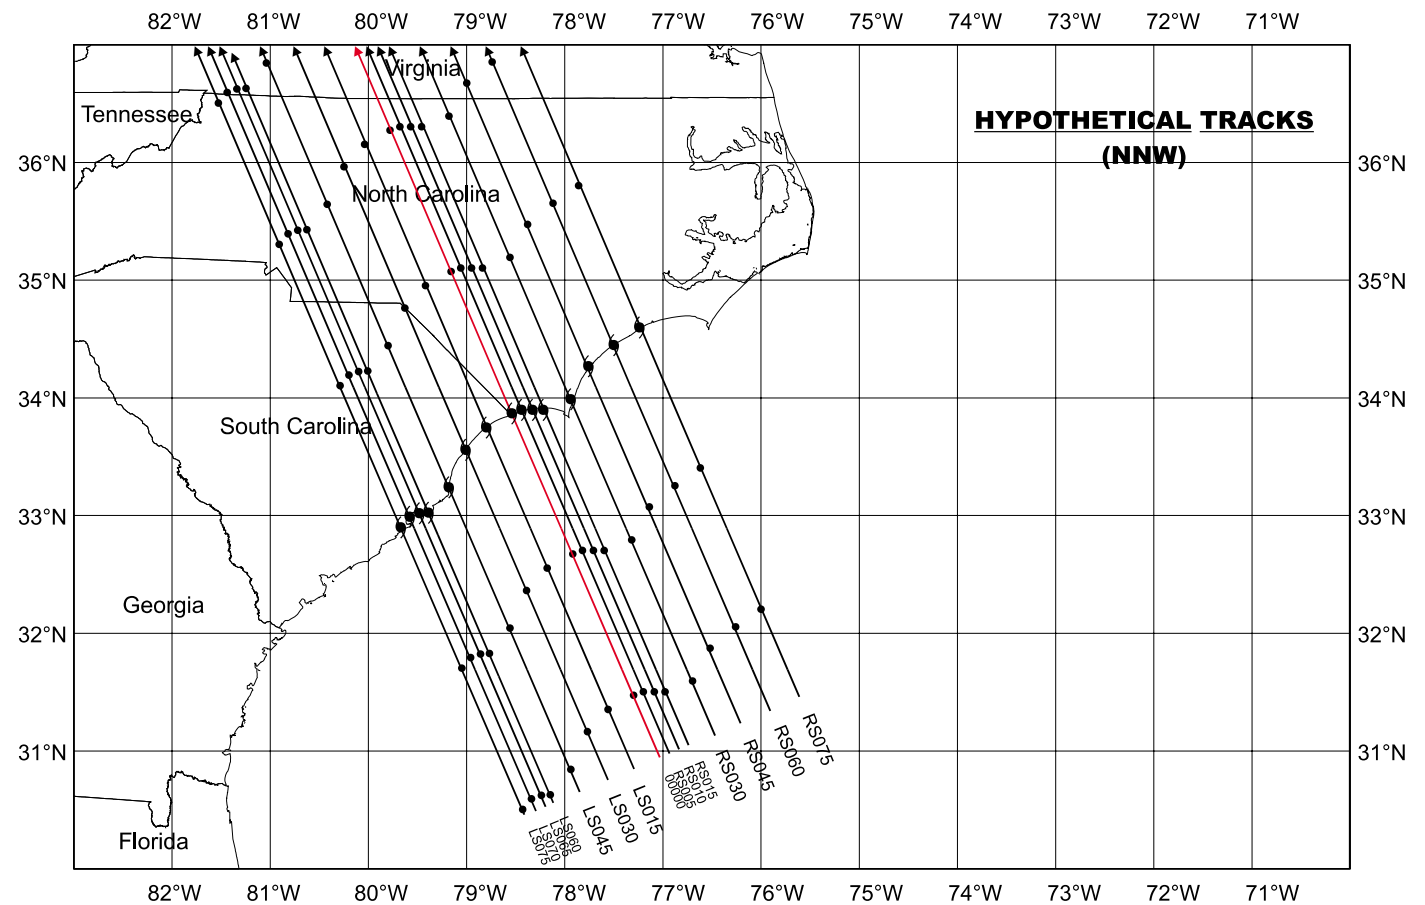 82°W 81°W 80°W 79°W 78°W 77°W 76°W 74°W 73°W 72°W 71°W
Virginia
Tennessee
HYPOTHETICAL TRACKS
(NNW)
36°N 36°N
North Carolina
35°N 35°N
34°N 34°N
South Carolina
33°N 33°N
Georgia
32°N 32°N
31°N 31°N
RS075
RS060
RS045
RS030
RS015
RS010
RS005
00000
LS015
LS030
LS045
LS060
LS065
LS070
LS075
Florida
82°W 81°W 80°W 79°W 78°W 77°W 76°W 74°W 73°W 72°W 72°W 71°W